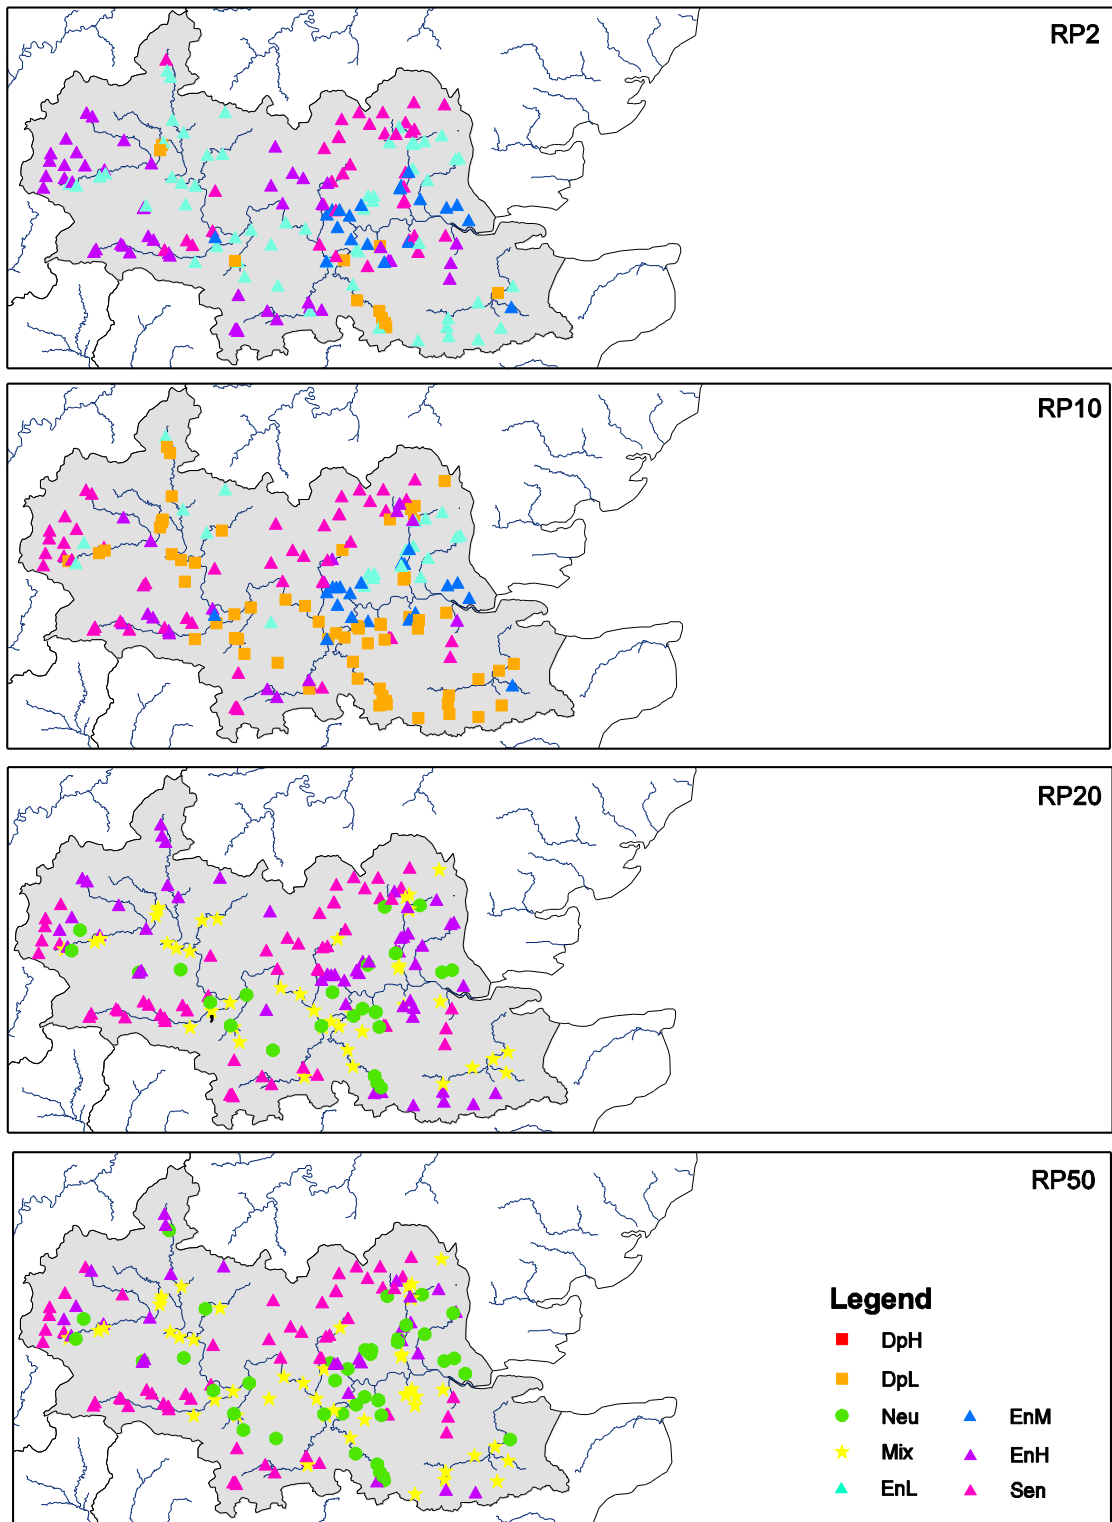 RP2
RP10
RP20
RP50
Legend
DpH
DpL
Neu
EnM
Mix
EnH
EnL
Sen